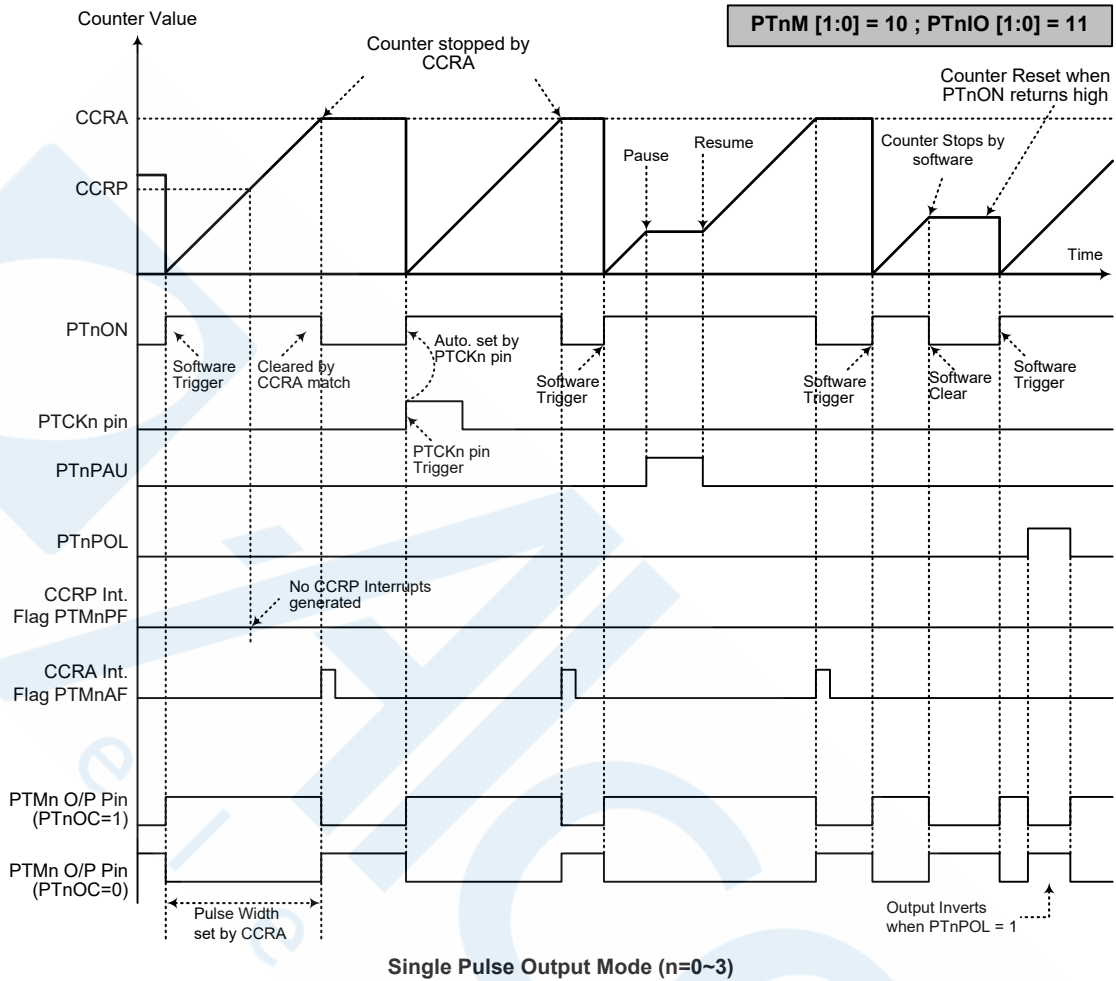 Counter Value
PTnM [1:0] = 10 ; PTnIO [1:0] = 11
Counter stopped by
CCRA
Counter Reset when
PTnON returns high
CCRA
Pause
Resume
Counter Stops by
software
CCRP
Time
PTnON
Software
Trigger
Cleared by
CCRA match
Auto. set by
PTCKn pin
Software
Trigger
Software
Trigger
Software
Clear
Software
Trigger
PTCKn pin
PTCKn pin
Trigger
PTnPAU
PTnPOL
CCRP Int.
Flag PTMnPF
No CCRP Interrupts
generated
CCRA Int.
Flag PTMnAF
PTMn O/P Pin
(PTnOC=1)
PTMn O/P Pin
(PTnOC=0)
Pulse Width
set by CCRA
Output Inverts
when PTnPOL = 1
Single Pulse Output Mode (n=0~3)